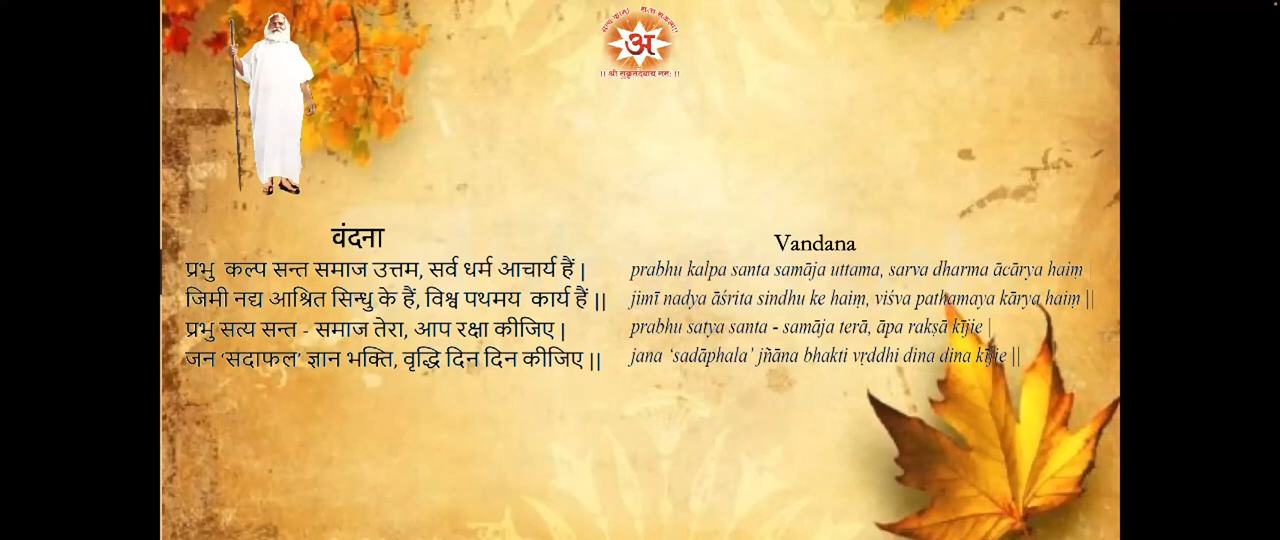 अ
|| श्री सुकृतदेवाय नमः ||
वंदना
प्रभु कल्प सन्त समाज उत्तम, सर्व धर्म आचार्य हैं |
जिमी नद्य आश्रित सिन्धु के हैं, विश्व पथमय कार्य हैं ||
प्रभु सत्य सन्त - समाज तेरा, आप रक्षा कीजिए |
जन ‘सदाफल’ ज्ञान भक्ति, वृद्धि दिन दिन कीजिए ||
Vandana
prabhu kalpa santa samāja uttama, sarva dharma ācārya haiṃ |
jimī nadya āśrita sindhu ke haiṃ, viśva pathamaya kārya haiṃ ||
prabhu satya santa - samāja terā, āpa rakṣā kījie |
jana ‘sadāphala’ jñāna bhakti vṛddhi dina dina kījie ||